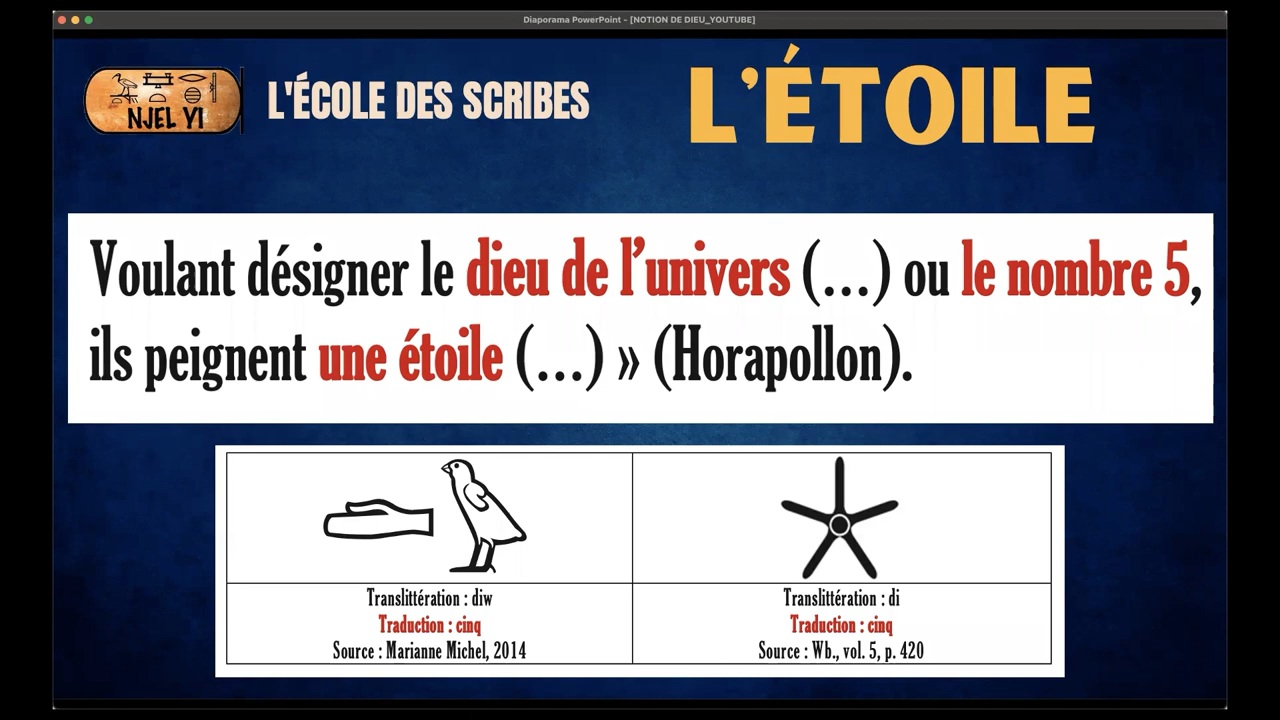 Diaporama PowerPoint - [NOTION DE DIEU_YOUTUBE]
NJEL YI
L'ÉCOLE DES SCRIBES
L'ÉTOILE
Voulant désigner le dieu de l'univers (...) ou le nombre 5,
ils peignent une étoile (...) » (Horapollon).
Translittération : diw
Traduction : cinq
Source : Marianne Michel, 2014
Translittération : di
Traduction : cinq
Source : Wb., vol. 5, p. 420